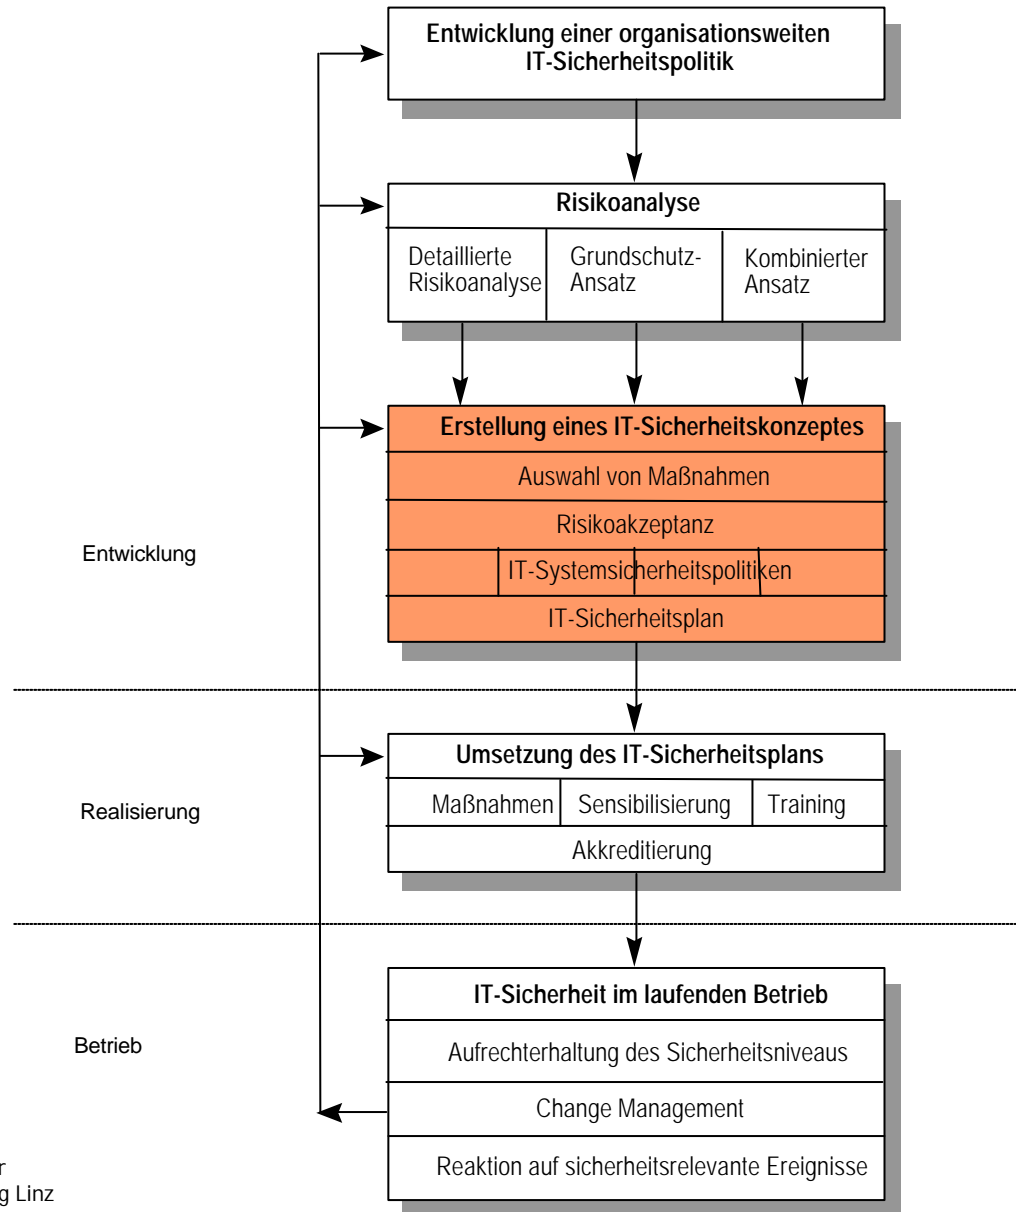 Entwicklung einer organisationsweiten
IT-Sicherheitspolitik
Risikoanalyse
Detaillierte
Risikoanalyse
Grundschutz-
Ansatz
Kombinierter
Ansatz
Erstellung eines IT-Sicherheitskonzeptes
Auswahl von Maßnahmen
Risikoakzeptanz
Entwicklung
IT-Systemsicherheitspolitiken
IT-Sicherheitsplan
Umsetzung des IT-Sicherheitsplans
Realisierung
Maßnahmen
Sensibilisierung
Training
Akkreditierung
IT-Sicherheit im laufenden Betrieb
Betrieb
Aufrechterhaltung des Sicherheitsniveaus
Change Management
Reaktion auf sicherheitsrelevante Ereignisse
r
g Linz